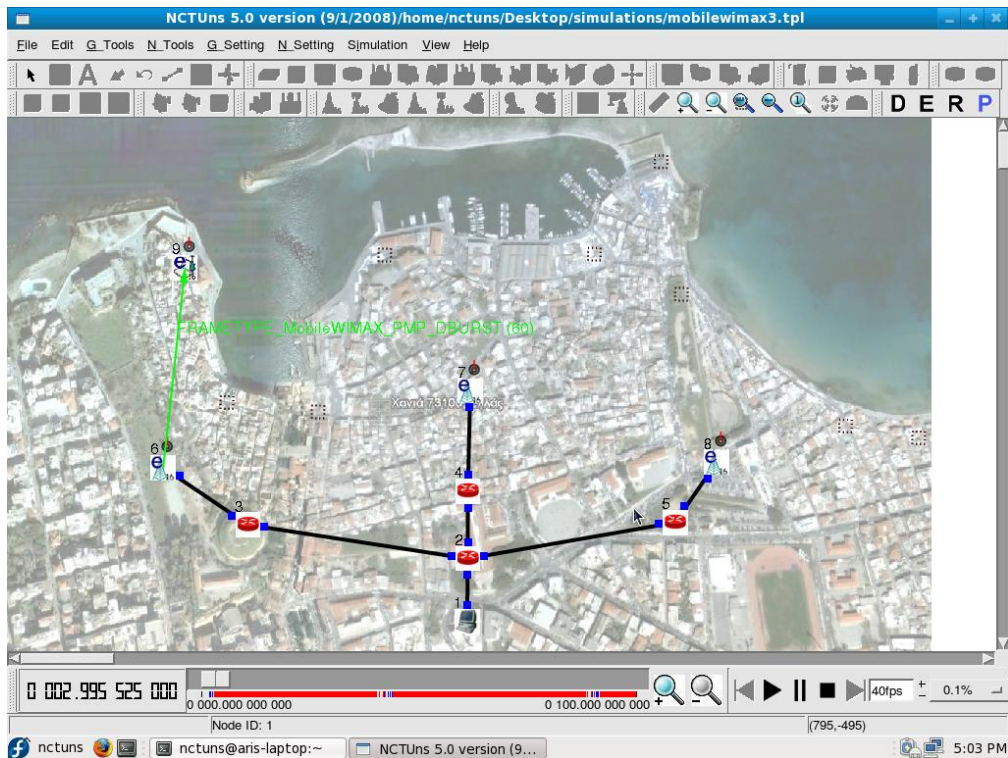 NCTUns 5.0 version (9/1/2008)/home/nctuns/Desktop/simulations/mobilewimax3.tpl
File Edit G_Tools N_Tools G_Setting N_Setting Simulation View Help
A
D E R P
9
FRAMETYPE_MobileWIMAX_PMP_DBURST (60)
7
Χανιά 7310
6
8
4
3
5
2
1
0 002.995 525 000
0 000.000 000 000
0 100.000 000 000
40fps
0.1%
Node ID: 1
(795,-495)
nctuns
nctuns@aris-laptop:~
NCTUns 5.0 version (9...
5:03 PM